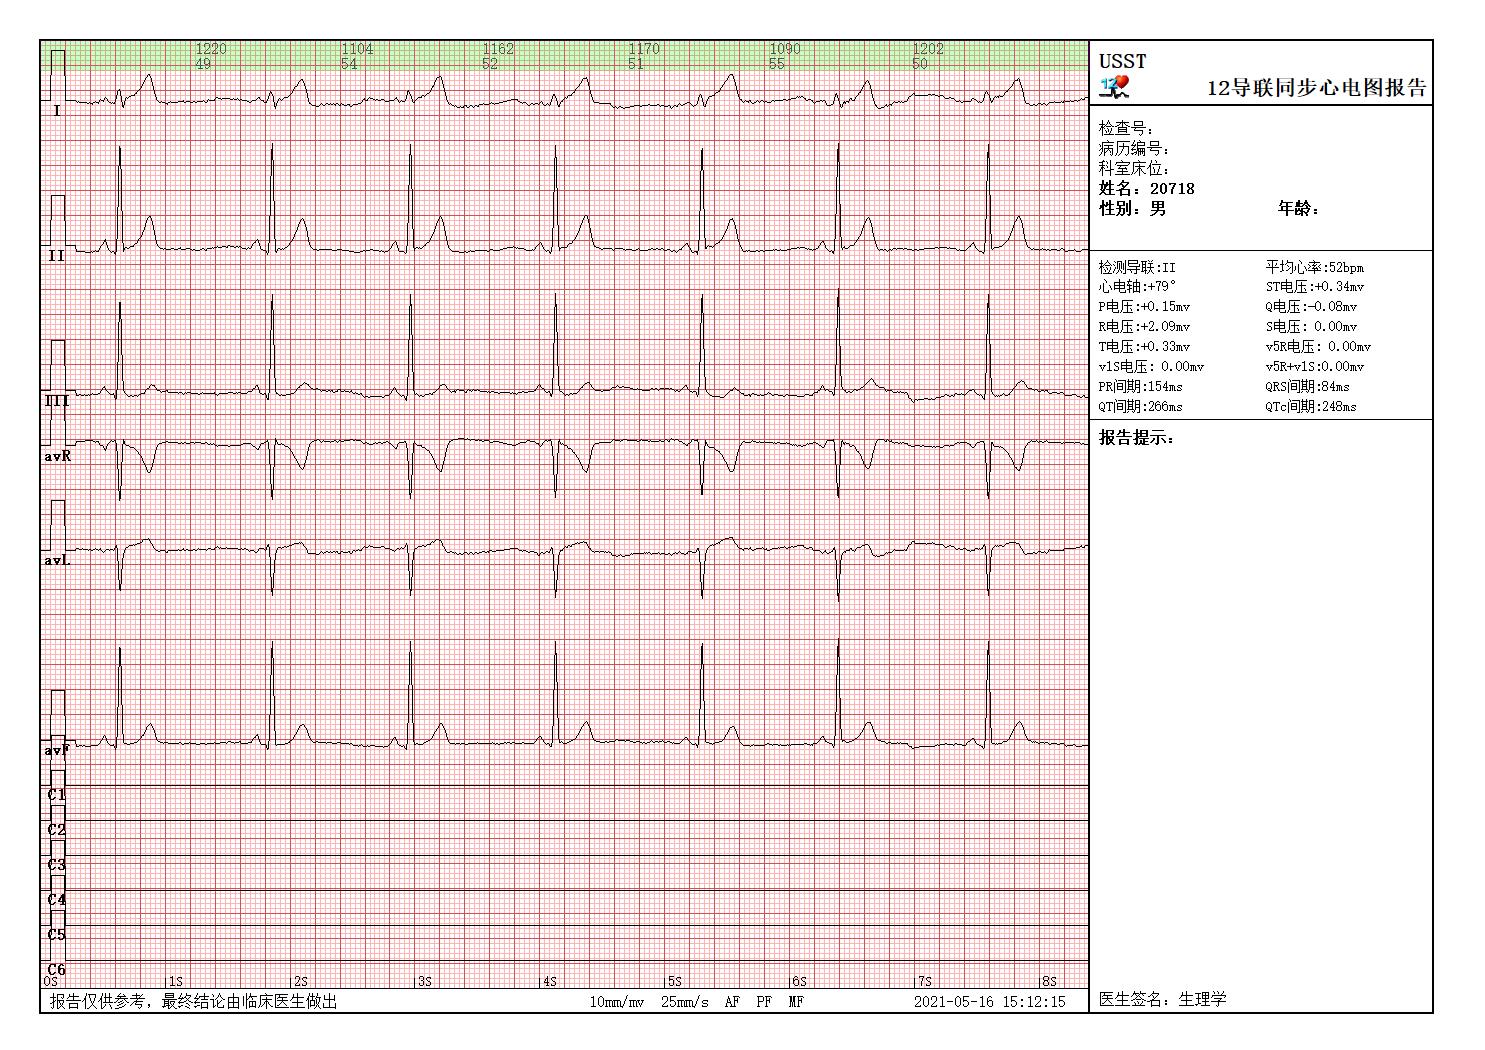 1220 1104 1162 1170 1090 1202
49 54 52 51 55 50
I
II
III
avR
avL
avF
C1
C2
C3
C4
C5
C6
0S 1S 2S 3S 4S 5S 6S 7S 8S
报告仅供参考，最终结论由临床医生做出 10mm/mv 25mm/s AF PF MF 2021-05-16 15:12:15
USST
12
12导联同步心电图报告
检查号：
病历编号：
科室床位：
姓名：20718
性别：男 年龄：
检测导联:II 平均心率:52bpm
心电轴:+79° ST电压:+0.34mv
P电压:+0.15mv Q电压:-0.08mv
R电压:+2.09mv S电压: 0.00mv
T电压:+0.33mv v5R电压: 0.00mv
v1S电压: 0.00mv v5R+v1S:0.00mv
PR间期:154ms QRS间期:84ms
QT间期:266ms QTc间期:248ms
报告提示：
医生签名：生理学